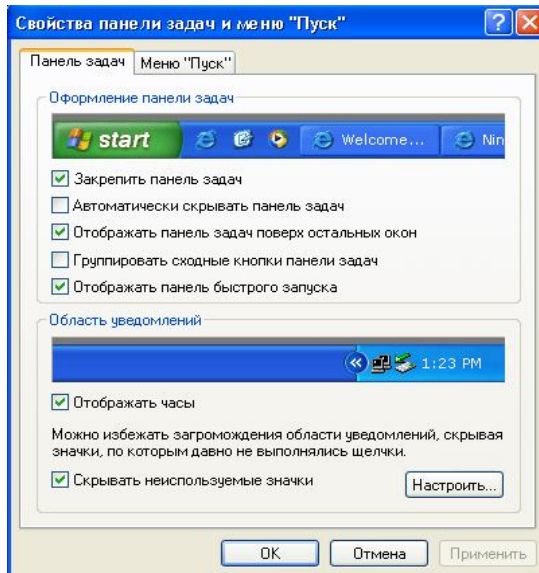 Свойства панели задач и меню "Пуск"
Панель задач
Меню "Пуск"
Оформление панели задач
start
Welcome...
Nin
Закрепить панель задач
Автоматически скрывать панель задач
Отображать панель задач поверх остальных окон
Группировать сходные кнопки панели задач
Отображать панель быстрого запуска
Область уведомлений
1:23 PM
Отображать часы
Можно избежать загромождения области уведомлений, скрывая
значки, по которым давно не выполнялись щелчки.
Скрывать неиспользуемые значки
Настроить...
OK
Отмена
Применить